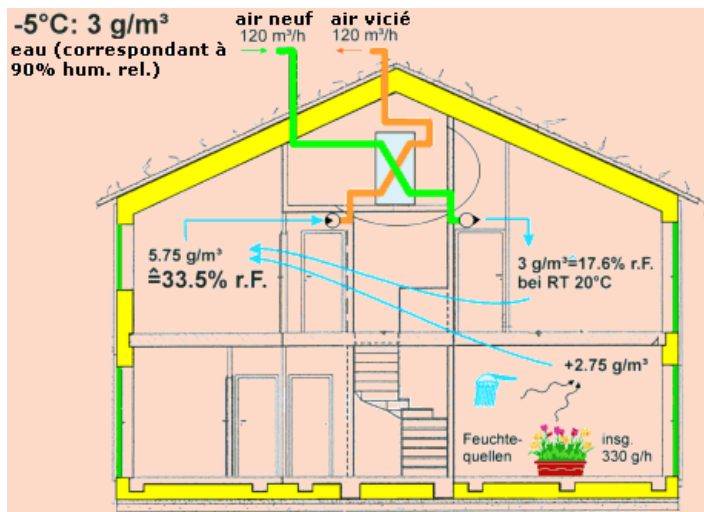 -5°C: 3 g/m³
eau (correspondant à
90% hum. rel.)
air neuf
120 m³/h
air vicié
120 m³/h
5.75 g/m³
≙33.5% r.F.
3 g/m³≙17.6% r.F.
bei RT 20°C
+2.75 g/m³
Feuchte-
quellen
insg.
330 g/h